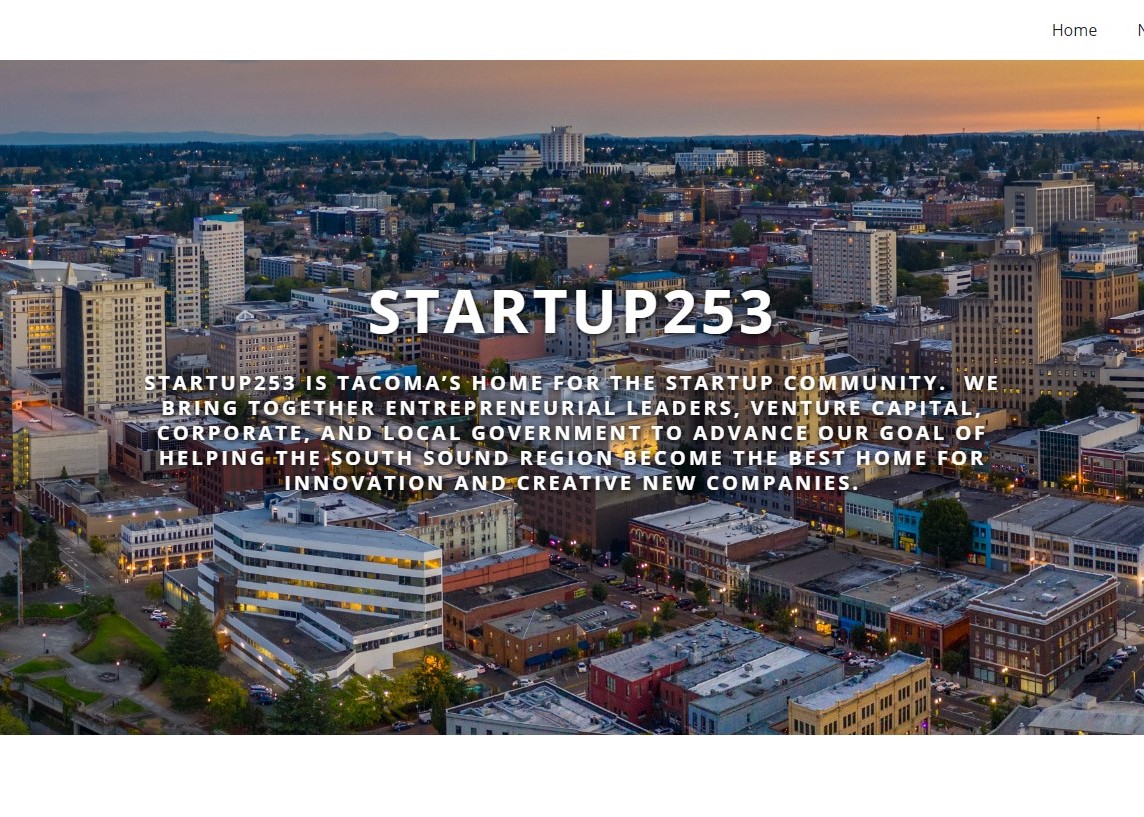 Home
STARTUP253
STARTUP253 IS TACOMA’S HOME FOR THE STARTUP COMMUNITY.  WE
BRING TOGETHER ENTREPRENEURIAL LEADERS, VENTURE CAPITAL,
CORPORATE, AND LOCAL GOVERNMENT TO ADVANCE OUR GOAL OF
HELPING THE SOUTH SOUND REGION BECOME THE BEST HOME FOR
INNOVATION AND CREATIVE NEW COMPANIES.